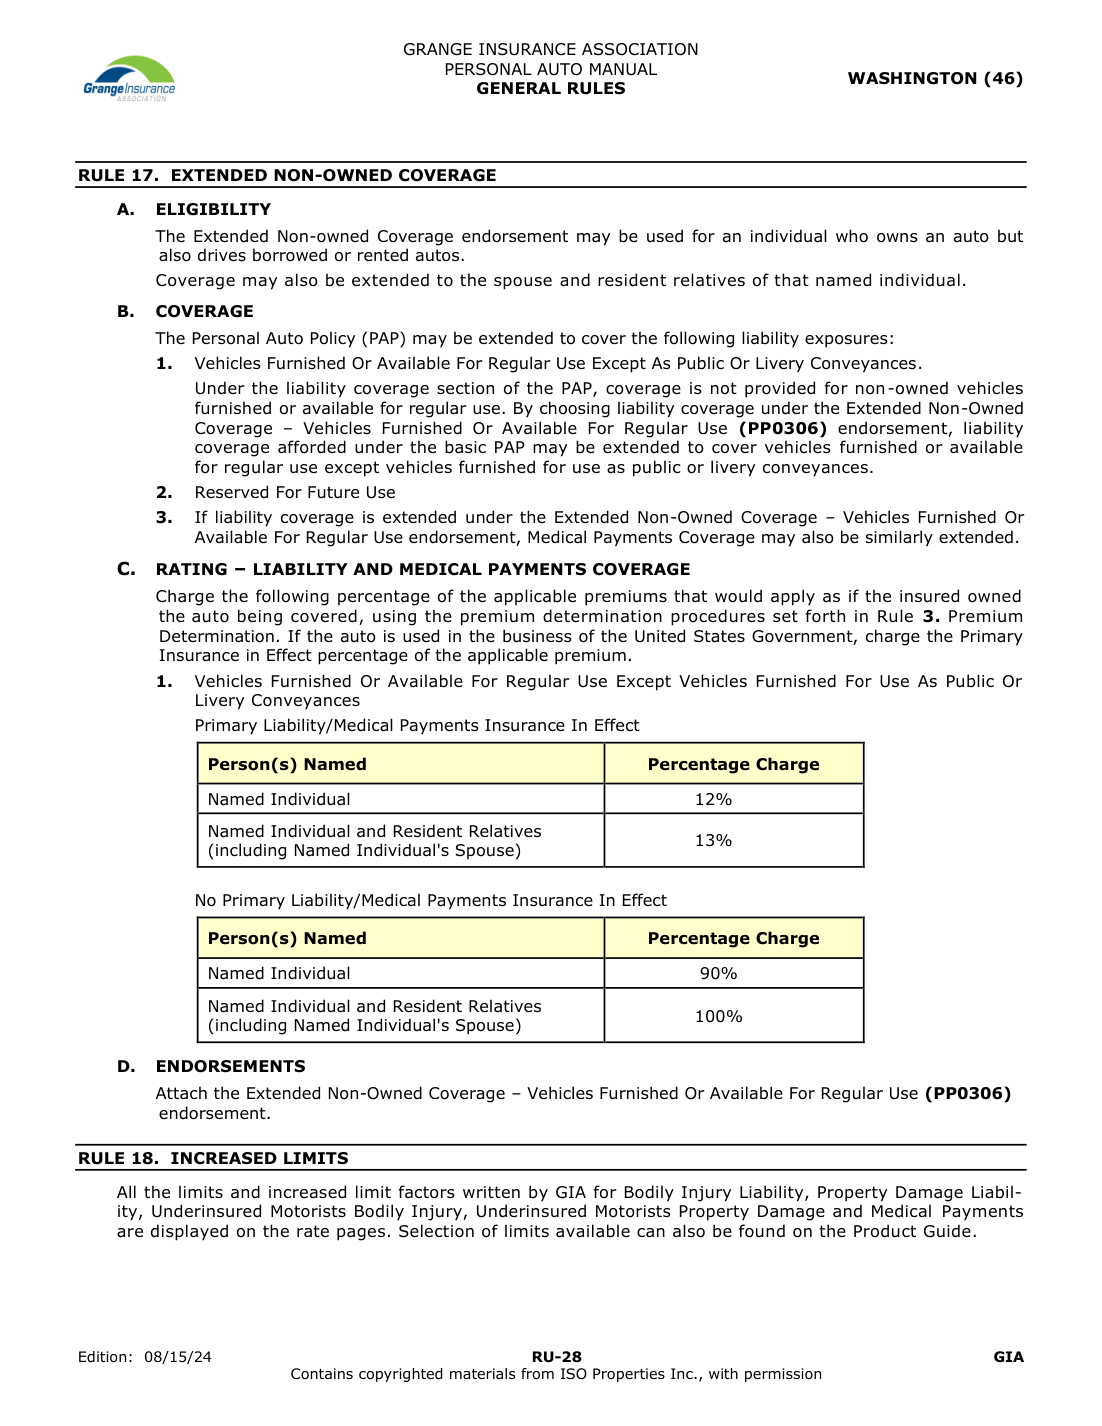 GRANGE INSURANCE ASSOCIATION
PERSONAL AUTO MANUAL
GENERAL RULES
WASHINGTON (46)
GrangeInsurance
ASSOCIATION
RULE 17. EXTENDED NON-OWNED COVERAGE
A. ELIGIBILITY
The Extended Non-owned Coverage endorsement may be used for an individual who owns an auto but
also drives borrowed or rented autos.
Coverage may also be extended to the spouse and resident relatives of that named individual.
B. COVERAGE
The Personal Auto Policy (PAP) may be extended to cover the following liability exposures:
1. Vehicles Furnished Or Available For Regular Use Except As Public Or Livery Conveyances.
Under the liability coverage section of the PAP, coverage is not provided for non-owned vehicles
furnished or available for regular use. By choosing liability coverage under the Extended Non-Owned
Coverage – Vehicles Furnished Or Available For Regular Use (PP0306) endorsement, liability
coverage afforded under the basic PAP may be extended to cover vehicles furnished or available
for regular use except vehicles furnished for use as public or livery conveyances.
2. Reserved For Future Use
3. If liability coverage is extended under the Extended Non-Owned Coverage – Vehicles Furnished Or
Available For Regular Use endorsement, Medical Payments Coverage may also be similarly extended.
C. RATING – LIABILITY AND MEDICAL PAYMENTS COVERAGE
Charge the following percentage of the applicable premiums that would apply as if the insured owned
the auto being covered, using the premium determination procedures set forth in Rule 3. Premium
Determination. If the auto is used in the business of the United States Government, charge the Primary
Insurance in Effect percentage of the applicable premium.
1. Vehicles Furnished Or Available For Regular Use Except Vehicles Furnished For Use As Public Or
Livery Conveyances
Primary Liability/Medical Payments Insurance In Effect
Person(s) Named Percentage Charge
Named Individual 12%
Named Individual and Resident Relatives
(including Named Individual's Spouse) 13%
No Primary Liability/Medical Payments Insurance In Effect
Person(s) Named Percentage Charge
Named Individual 90%
Named Individual and Resident Relatives
(including Named Individual's Spouse) 100%
D. ENDORSEMENTS
Attach the Extended Non-Owned Coverage – Vehicles Furnished Or Available For Regular Use (PP0306)
endorsement.
RULE 18. INCREASED LIMITS
All the limits and increased limit factors written by GIA for Bodily Injury Liability, Property Damage Liabil-
ity, Underinsured Motorists Bodily Injury, Underinsured Motorists Property Damage and Medical Payments
are displayed on the rate pages. Selection of limits available can also be found on the Product Guide.
Edition: 08/15/24 RU-28 GIA
Contains copyrighted materials from ISO Properties Inc., with permission